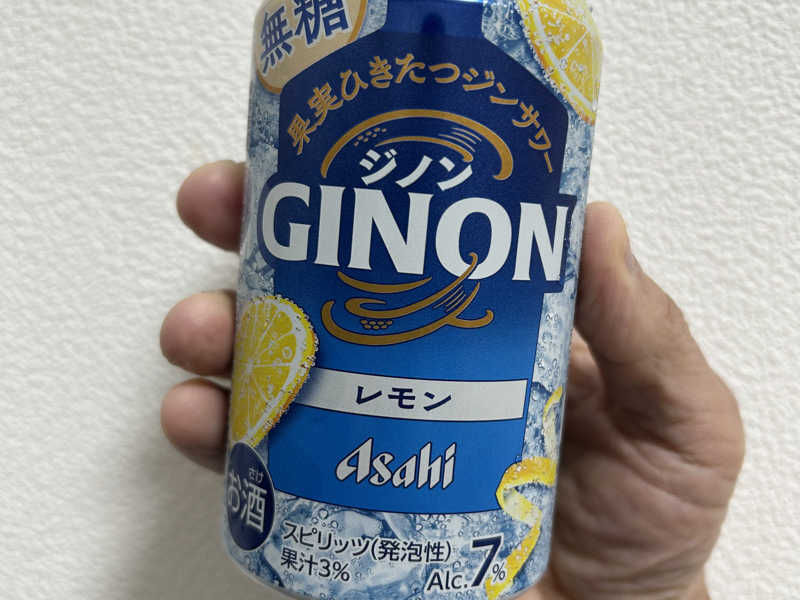 無糖
果実ひきたつジンサワー
ジノン
GINON
レモン
Asahi
さけ
お酒
スピリッツ(発泡性)
果汁3%
Alc.7%